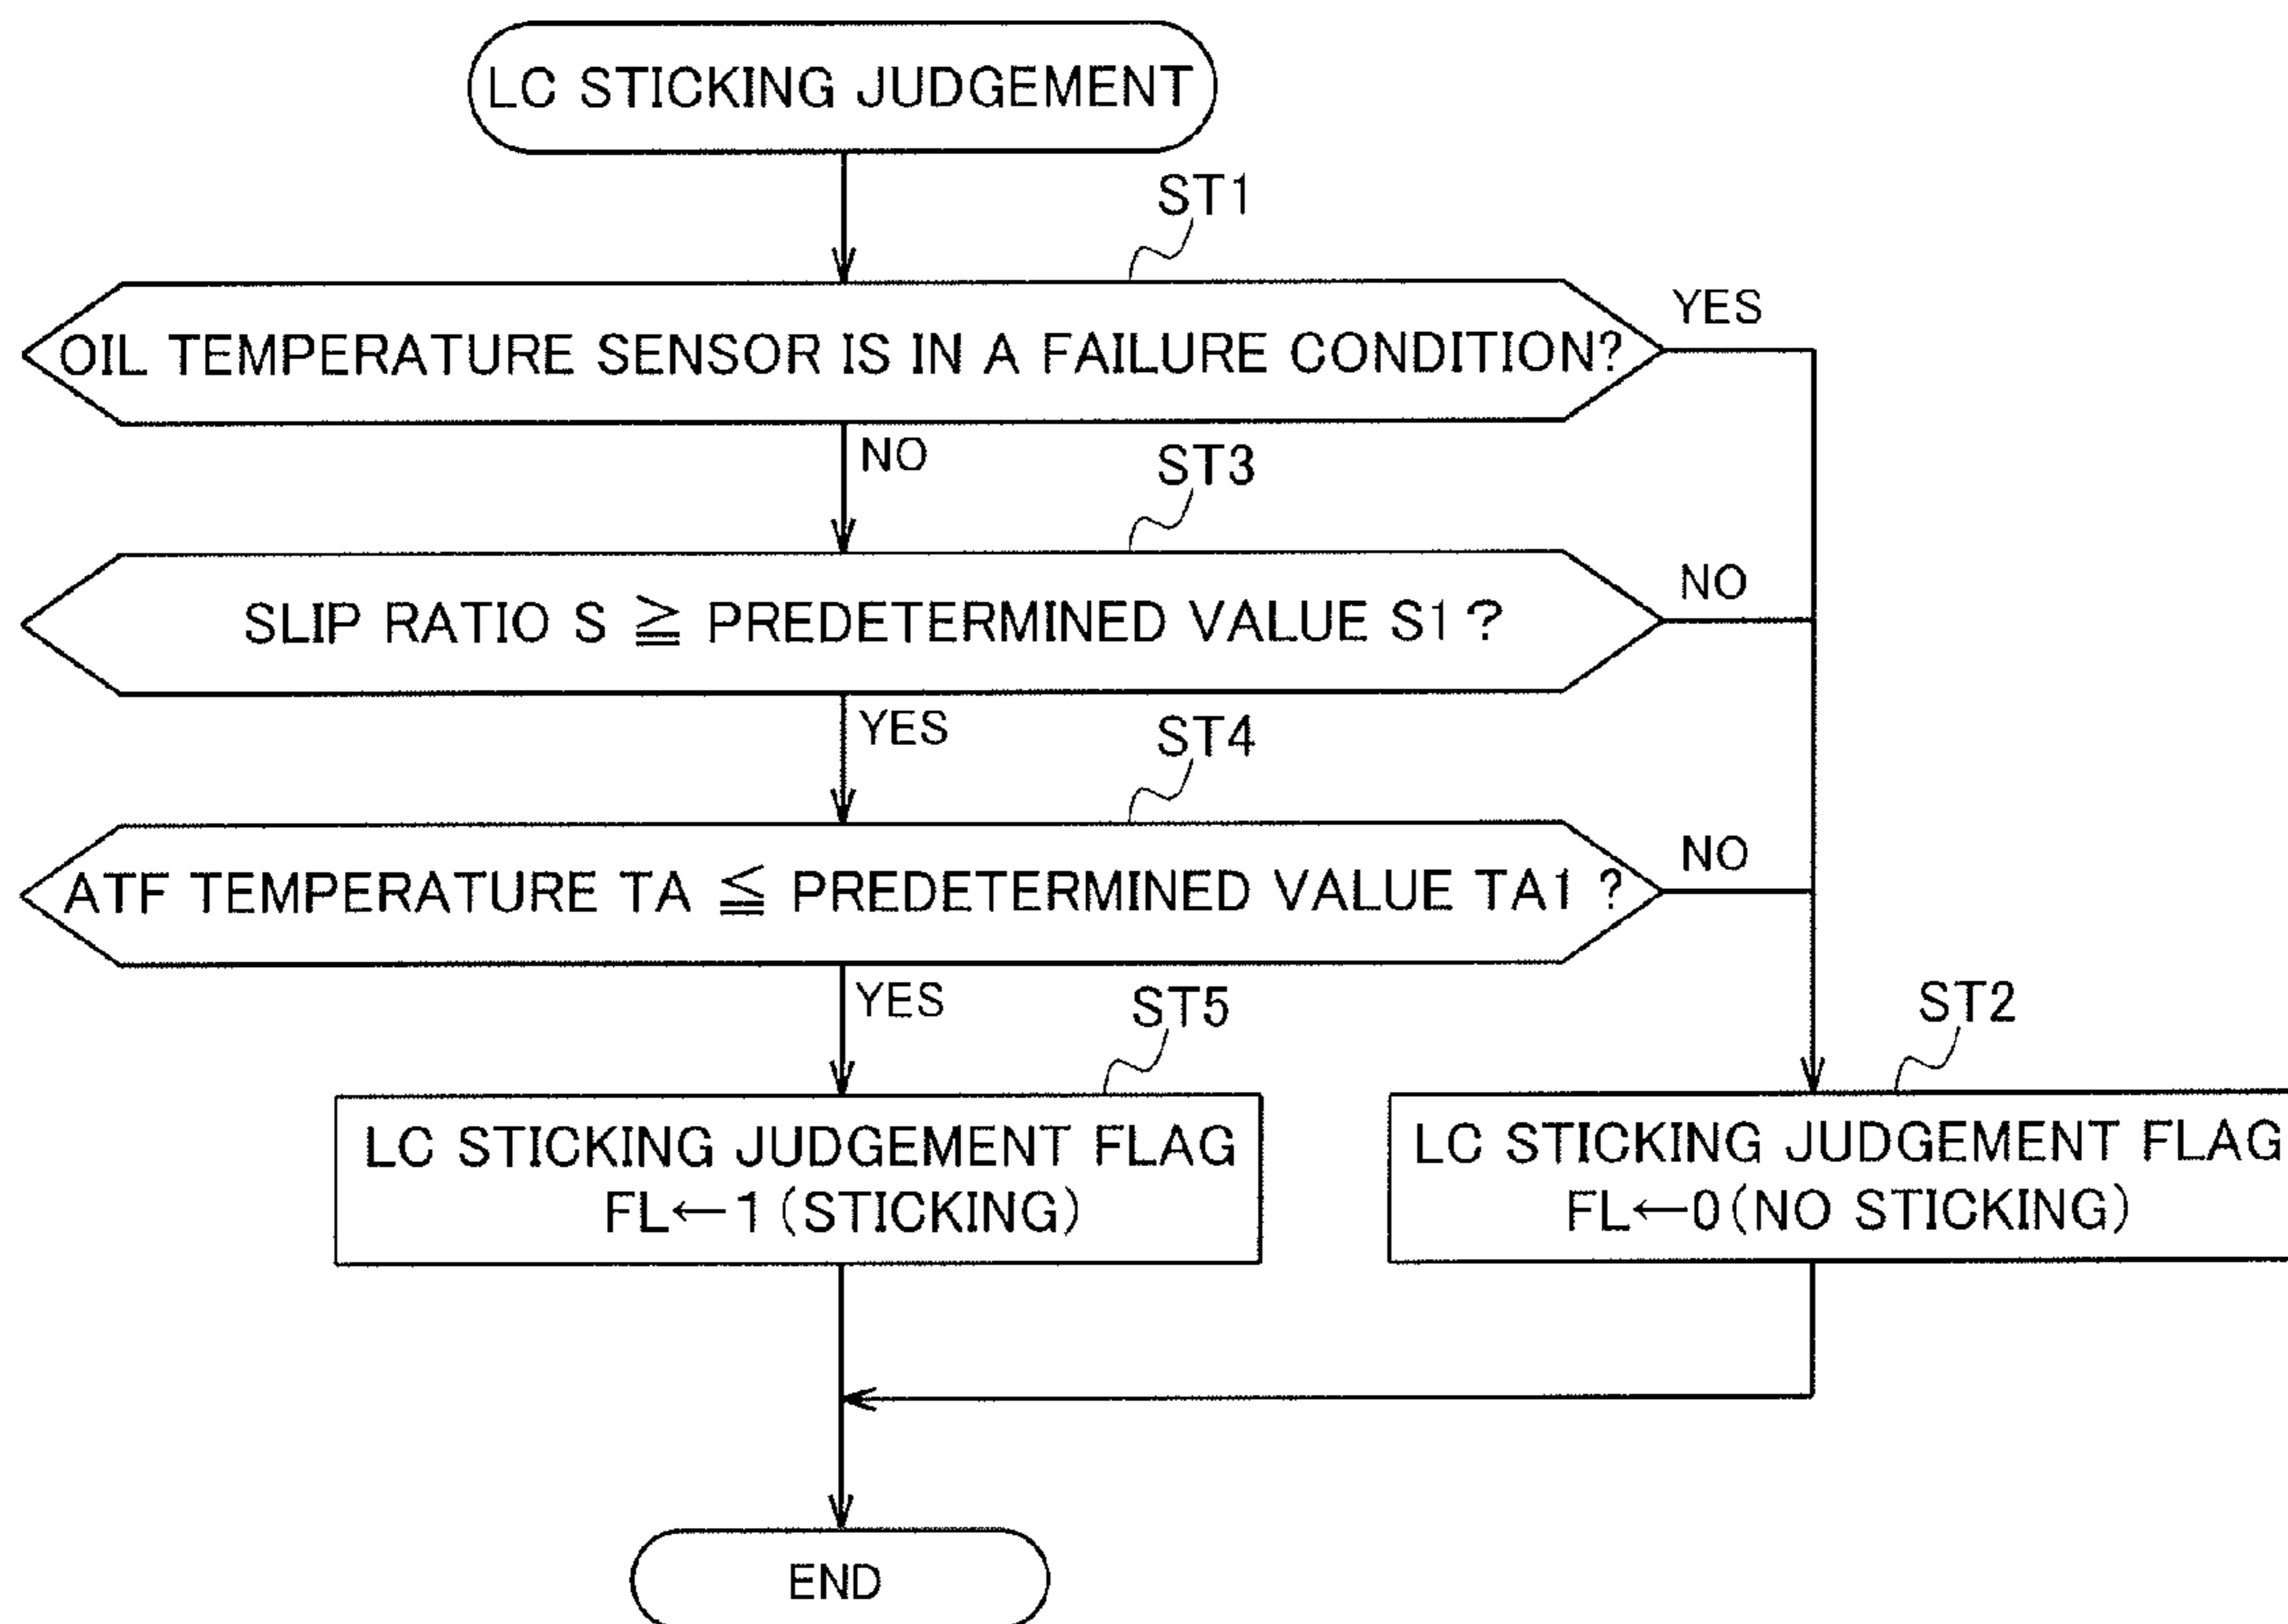 LC STICKING JUDGEMENT
ST1
OIL TEMPERATURE SENSOR IS IN A FAILURE CONDITION?
YES
NO
ST3
SLIP RATIO S ≧ PREDETERMINED VALUE S1 ?
NO
YES
ST4
ATF TEMPERATURE TA ≦ PREDETERMINED VALUE TA1 ?
NO
YES
ST5
LC STICKING JUDGEMENT FLAG
FL←1 (STICKING)
ST2
LC STICKING JUDGEMENT FLAG
FL←0 (NO STICKING)
END